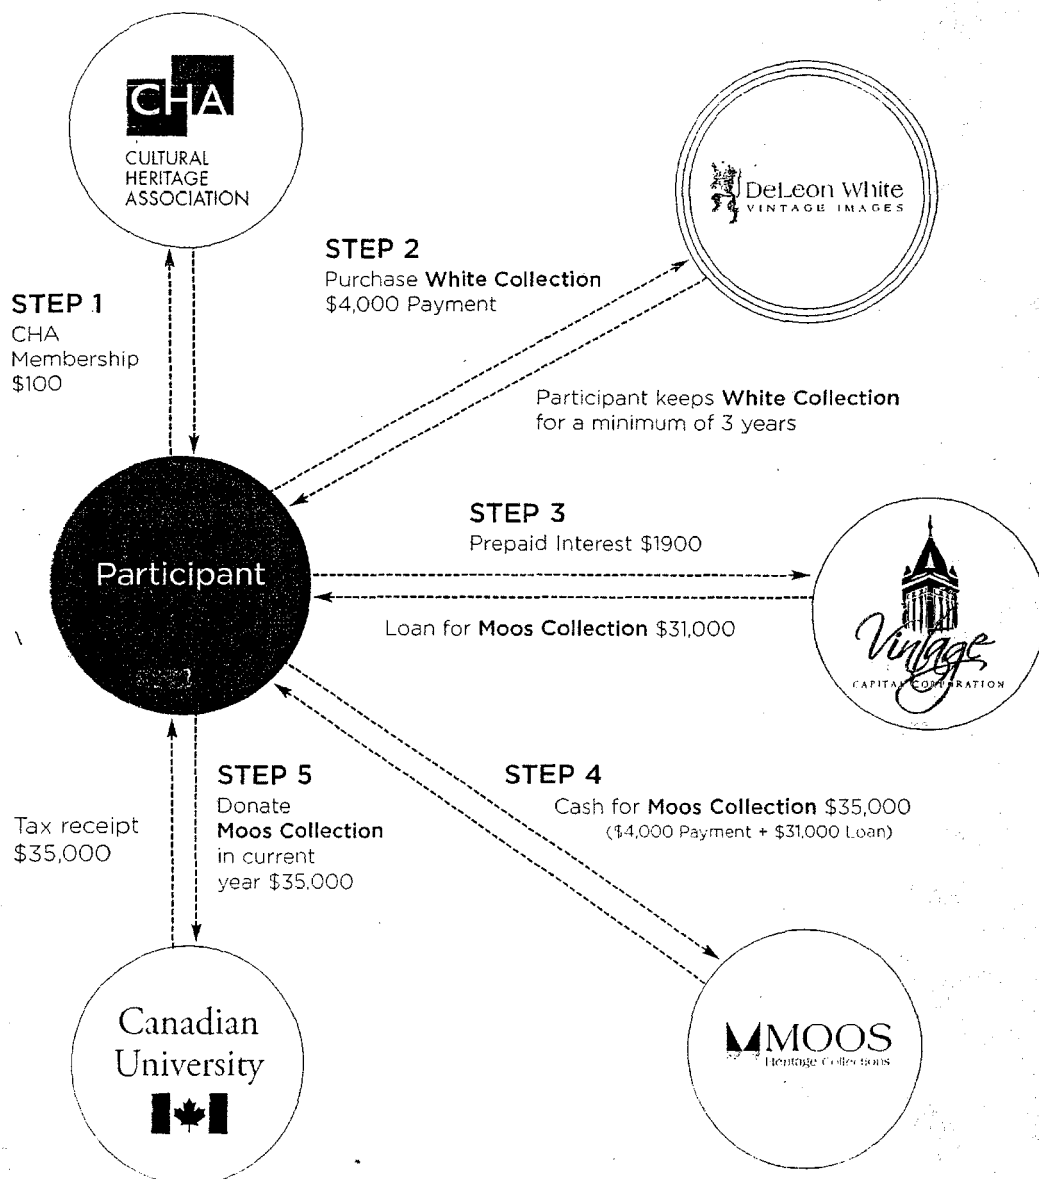 CHA
CULTURAL
HERITAGE
ASSOCIATION
DeLeon White
VINTAGE IMAGES
STEP 1
CHA
Membership
$100
STEP 2
Purchase White Collection
$4,000 Payment
Participant keeps White Collection
for a minimum of 3 years
Participant
STEP 3
Prepaid Interest $1900
Loan for Moos Collection $31,000
Vintage
CAPITAL CORPORATION
Tax receipt
$35,000
STEP 5
Donate
Moos Collection
in current
year $35,000
STEP 4
Cash for Moos Collection $35,000
($4,000 Payment + $31,000 Loan)
Canadian
University
MOOS
Heritage Collections